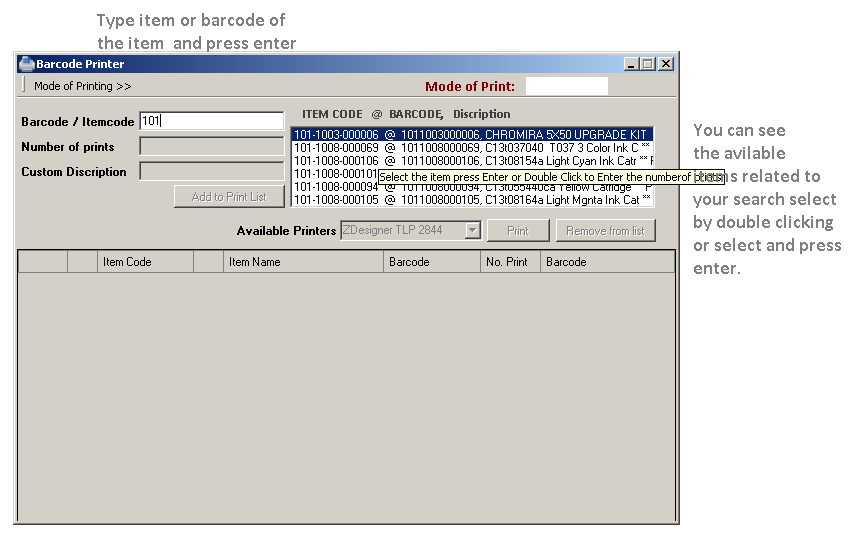 Type item or barcode of
the item and press enter
Barcode Printer
Mode of Printing >>
Mode of Print:
Barcode / Itemcode
101
Number of prints
Custom Discription
Add to Print List
ITEM CODE @ BARCODE, Discription
101-1003-000006 @ 1011003000006, CHROMIRA 5X50 UPGRADE KIT
101-1008-000069 @ 1011008000069, C13t037040 T037 3 Color Ink C **
101-1008-000106 @ 1011008000106, C13t08154a Light Cyan Ink Catr **
101-1008-000101
Select the item press Enter or Double Click to Enter the numberof
101-1008-000094 @ 1011008000094, C13t055440ca Yellow Catridge
101-1008-000105 @ 1011008000105, C13t08164a Light Mgnta Ink Cat **
You can see
the avilable
items related to
your search select
by double clicking
or select and press
enter.
Available Printers
ZDesigner TLP 2844
Print
Remove from list
Item Code
Item Name
Barcode
No. Print
Barcode